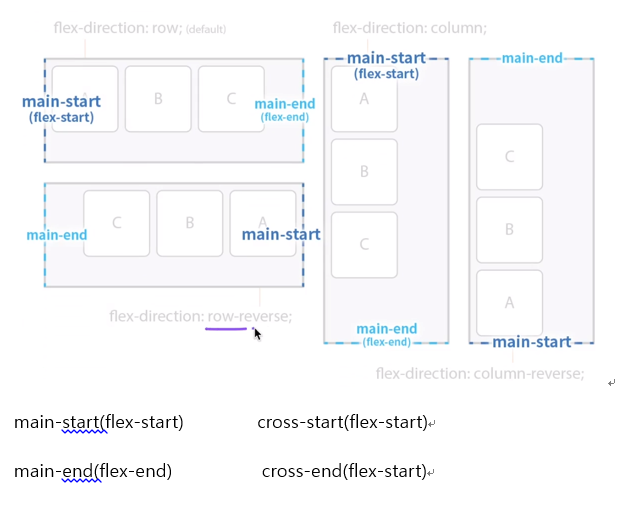 flex-direction: row; (default)
flex-direction: column;
main-start
(flex-start)
A
B
C
main-end
(flex-end)
main-start
(flex-start)
A
B
C
main-end
(flex-end)
main-end
C
B
A
main-start
main-end
C
B
A
main-start
flex-direction: row-reverse;
flex-direction: column-reverse;
main-start(flex-start) cross-start(flex-start)
main-end(flex-end) cross-end(flex-start)